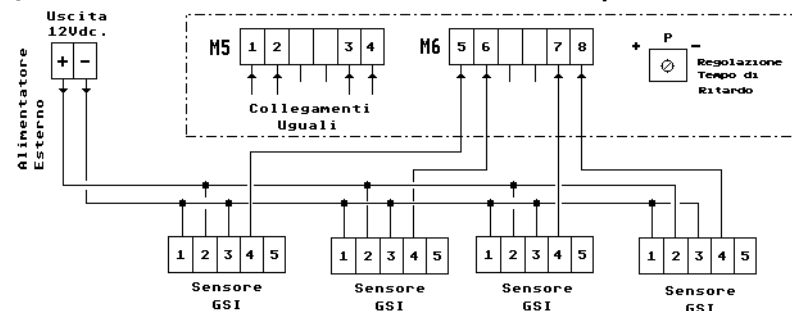 Uscita
12Vdc.
+ -
Alimentatore
Esterno
M5 1 2 3 4
M6 5 6 7 8
Collegamenti
Uguali
+ P -
Regolazione
Tempo di
Ritardo
1 2 3 4 5
Sensore
GSI
1 2 3 4 5
Sensore
GSI
1 2 3 4 5
Sensore
GSI
1 2 3 4 5
Sensore
GSI